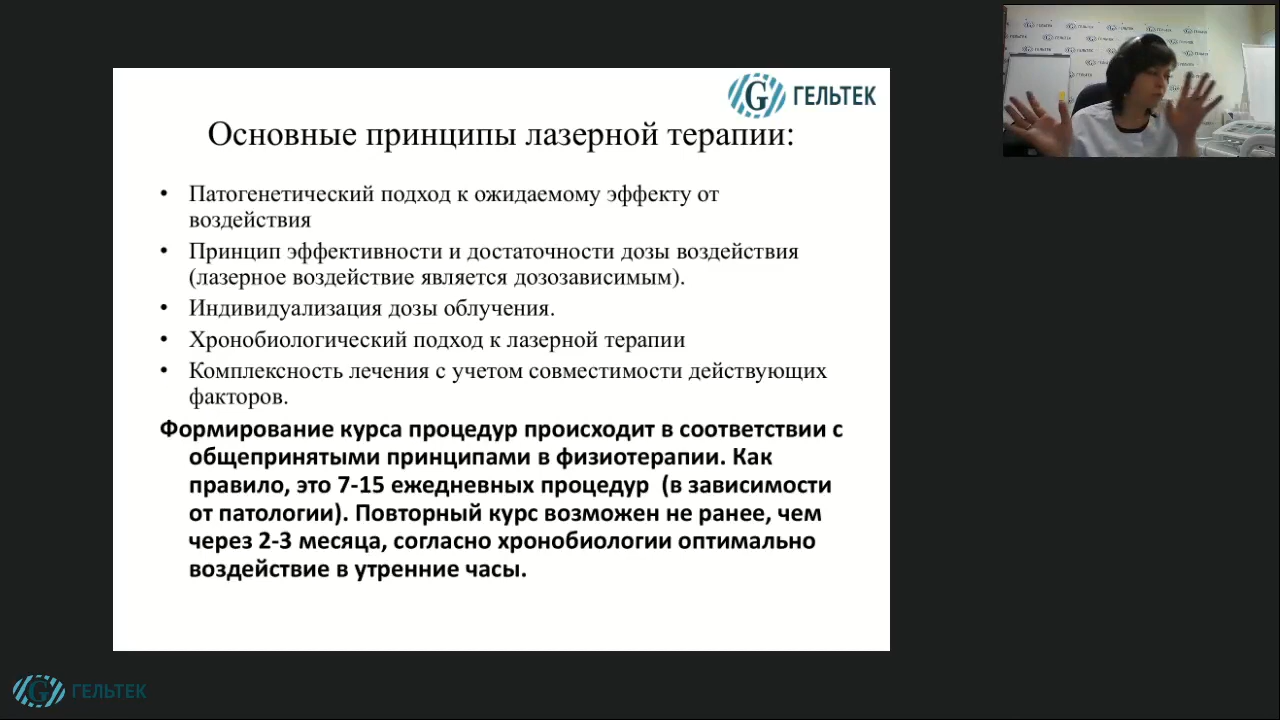 ГЕЛЬТЕК
Основные принципы лазерной терапии:
• Патогенетический подход к ожидаемому эффекту от
воздействия
• Принцип эффективности и достаточности дозы воздействия
(лазерное воздействие является дозозависимым).
• Индивидуализация дозы облучения.
• Хронобиологический подход к лазерной терапии
• Комплексность лечения с учетом совместимости действующих
факторов.
Формирование курса процедур происходит в соответствии с
общепринятыми принципами в физиотерапии. Как
правило, это 7-15 ежедневных процедур (в зависимости
от патологии). Повторный курс возможен не ранее, чем
через 2-3 месяца, согласно хронобиологии оптимально
воздействие в утренние часы.
ГЕЛЬТЕК